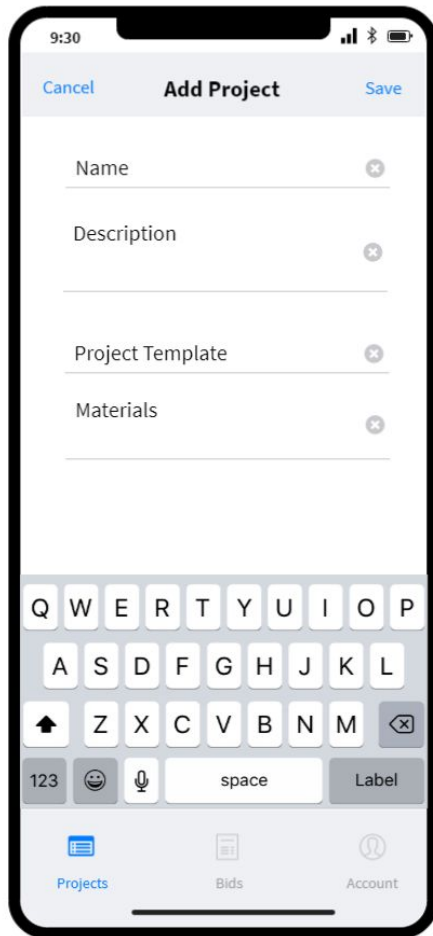 9:30
Cancel Add Project Save
Name
Description
Project Template
Materials
Q W E R T Y U I O P
A S D F G H J K L
Z X C V B N M
123 space Label
Projects Bids Account